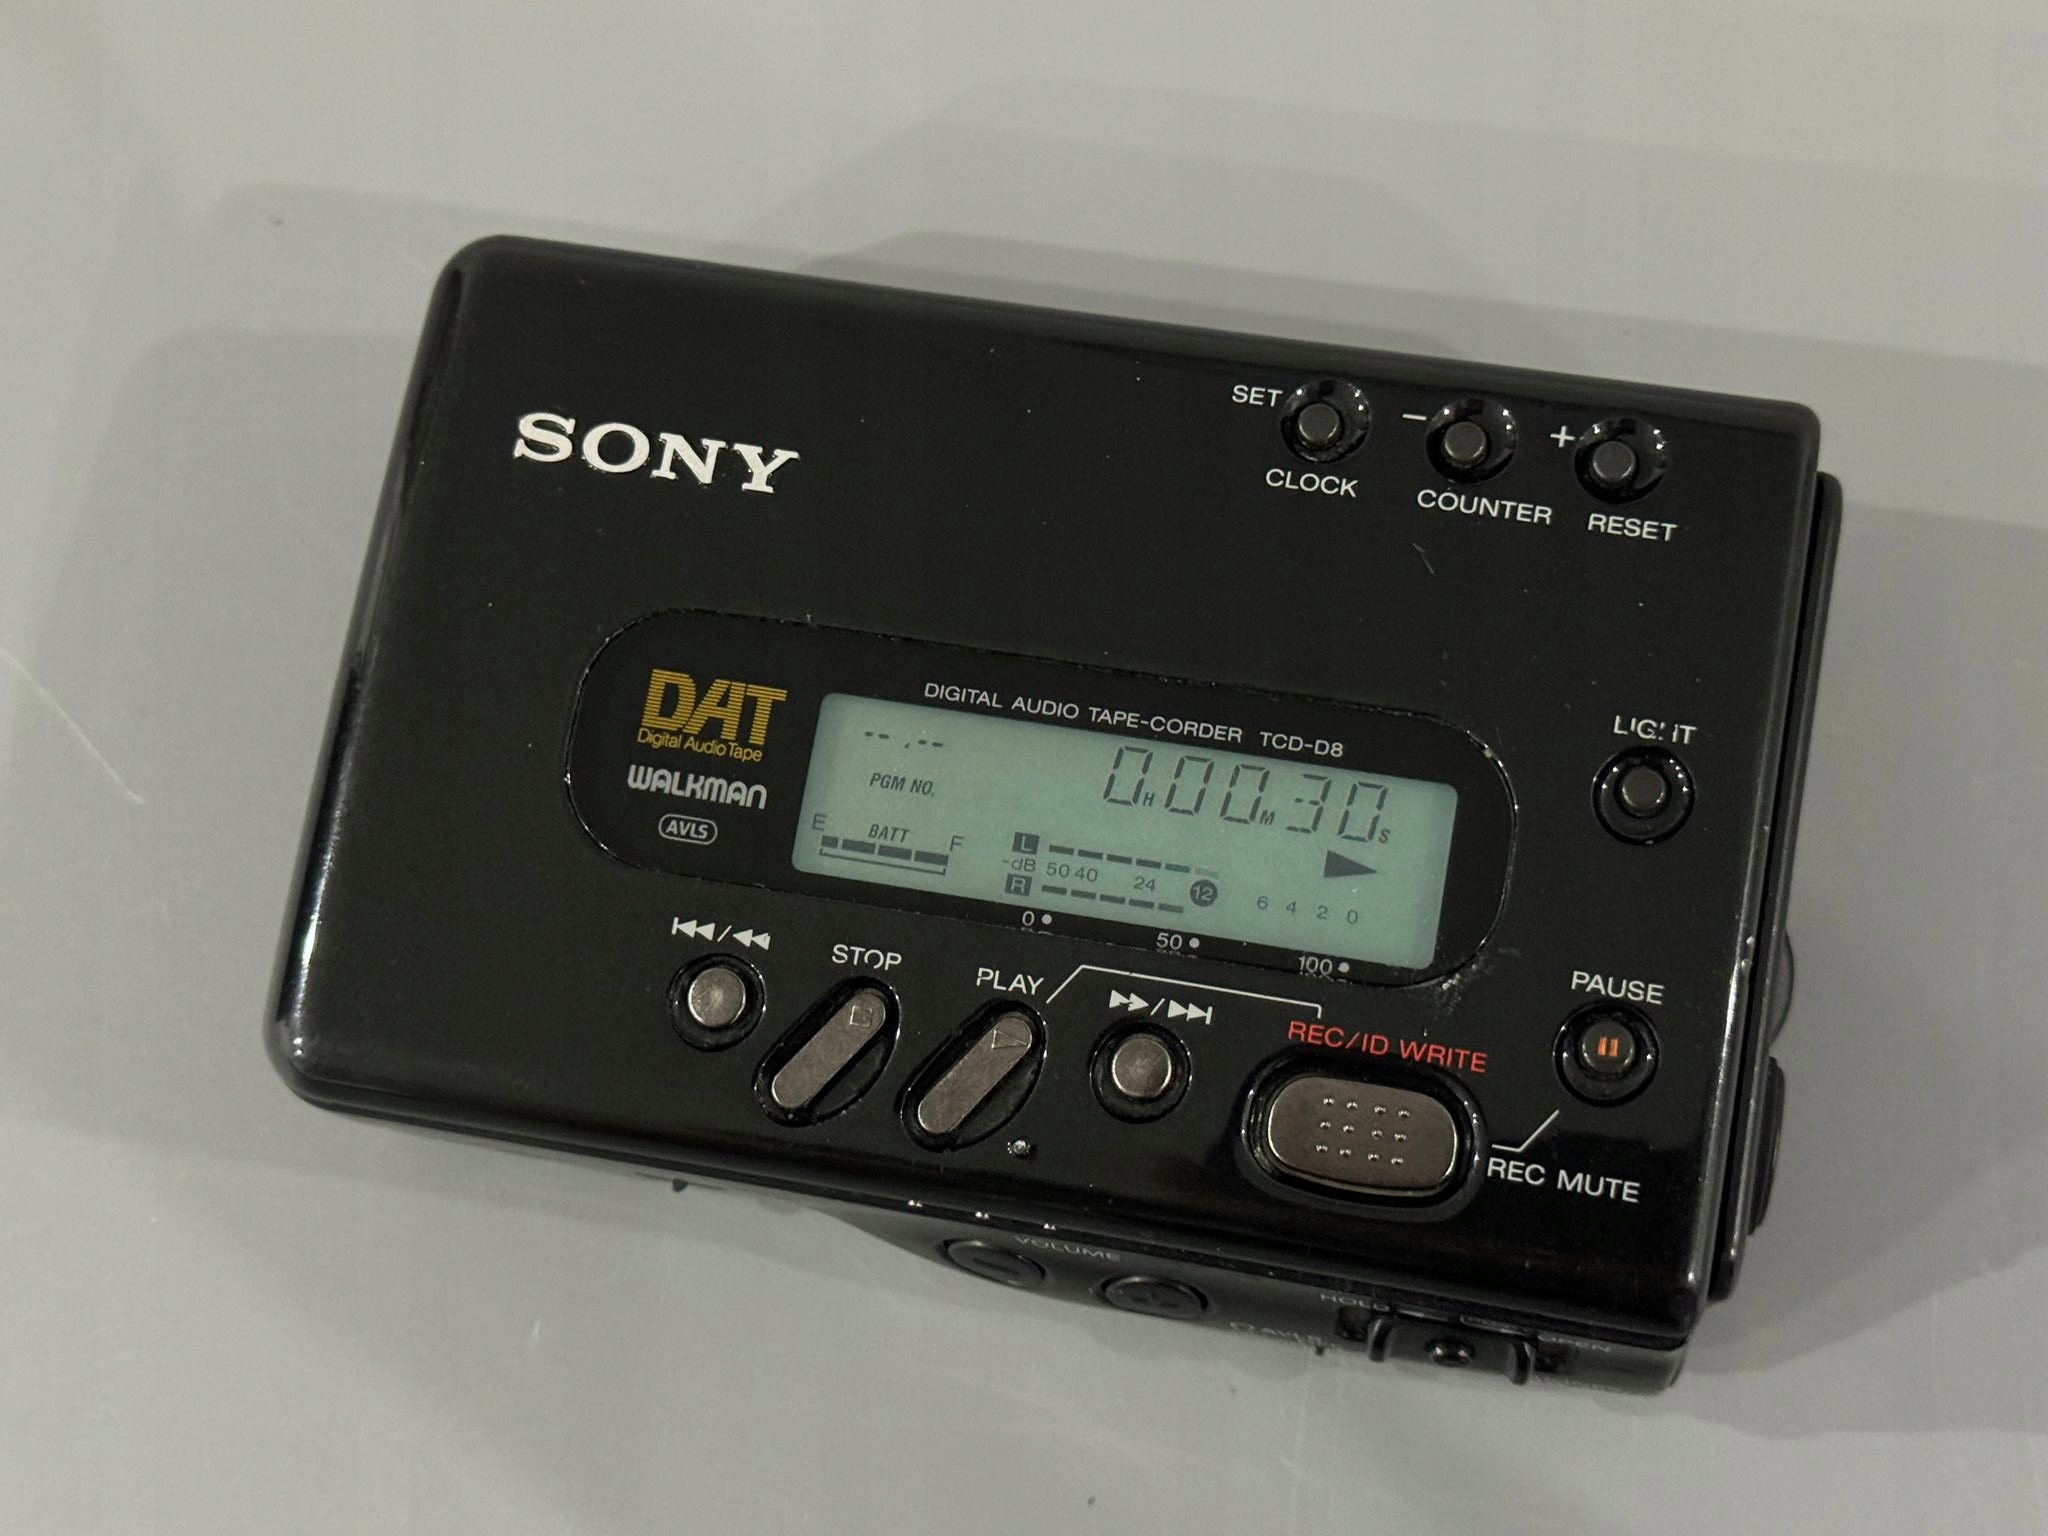 SONY
SET
-
+
CLOCK
COUNTER
RESET
DAT
Digital Audio Tape
WALKMAN
AVLS
DIGITAL AUDIO TAPE-CORDER TCD-D8
--,--
PGM NO.
0H00M30S
E BATT F
L
-dB 50 40 24 12 6 4 2 0
R
0 50 100
LIGHT
STOP
PLAY
REC/ID WRITE
PAUSE
REC MUTE
VOLUME
HOLD